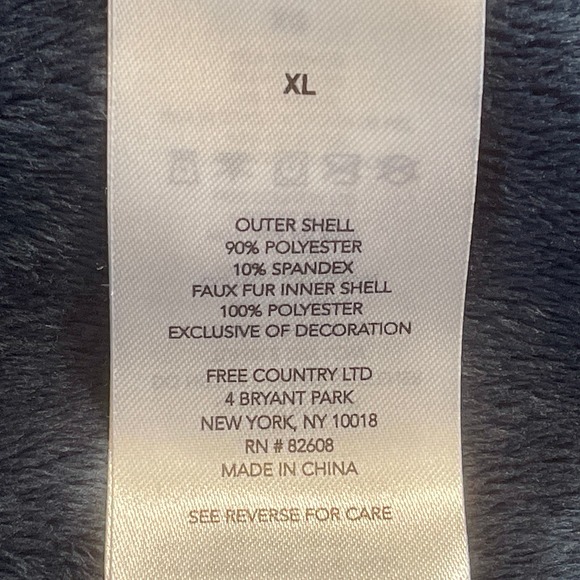 XL
OUTER SHELL
90% POLYESTER
10% SPANDEX
FAUX FUR INNER SHELL
100% POLYESTER
EXCLUSIVE OF DECORATION
FREE COUNTRY LTD
4 BRYANT PARK
NEW YORK, NY 10018
RN # 82608
MADE IN CHINA
SEE REVERSE FOR CARE